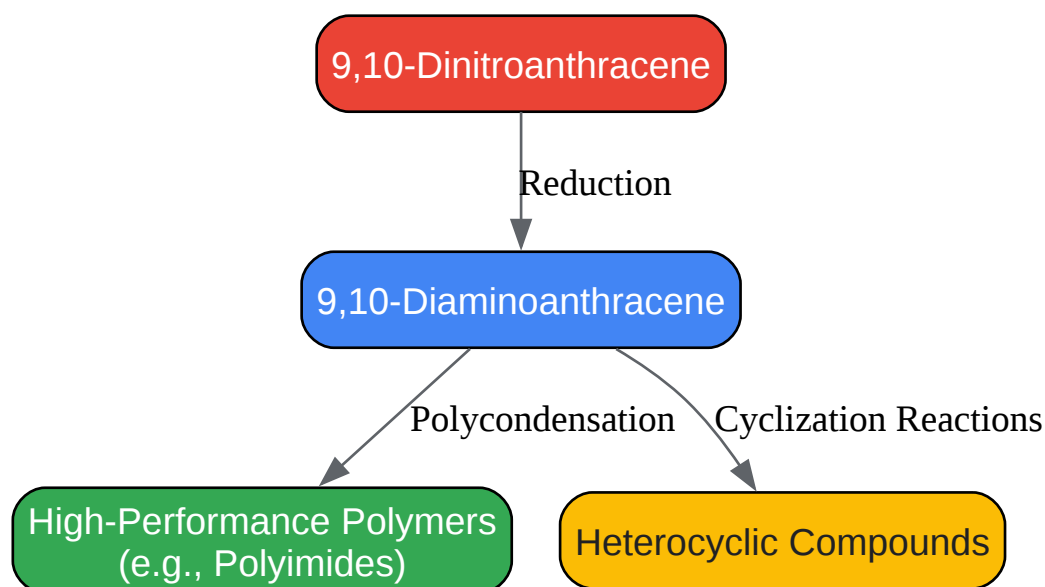 9,10-Dinitroanthracene
Reduction
9,10-Diaminoanthracene
Polycondensation
Cyclization Reactions
High-Performance Polymers
(e.g., Polyimides)
Heterocyclic Compounds